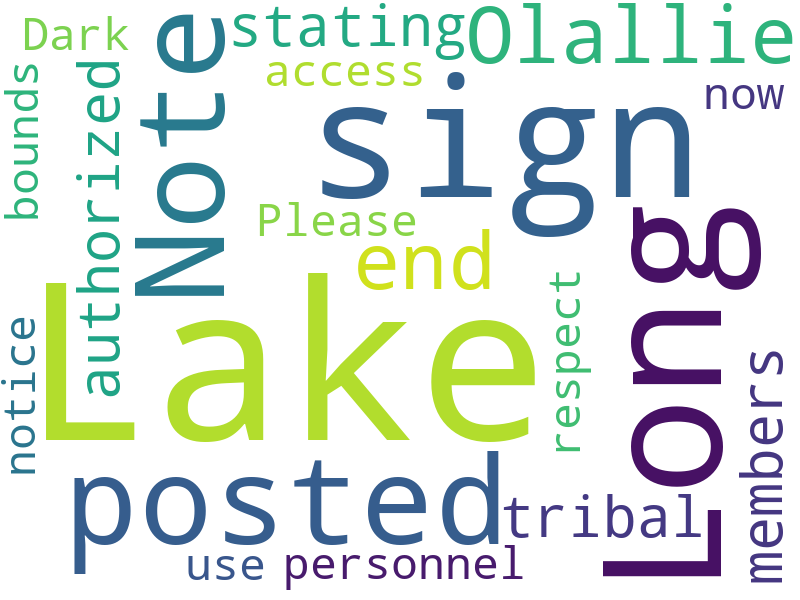 Dark
stating
Olallie
access
now
bounds
authorized
Note
sign
Please
end
Long
Lake
respect
notice
members
posted
tribal
use
personnel